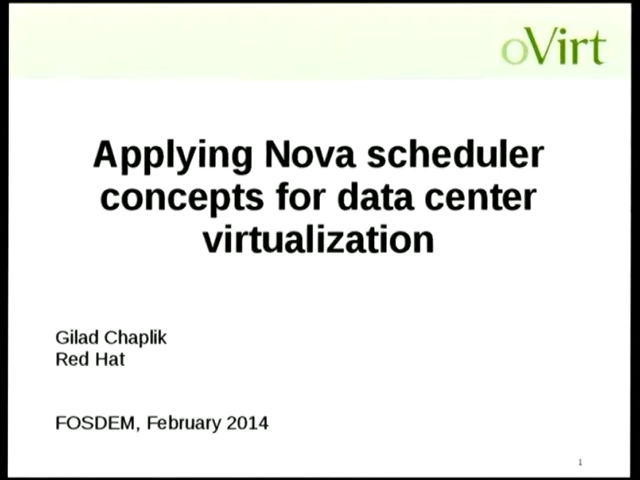 oVirt
Applying Nova scheduler
concepts for data center
virtualization
Gilad Chaplik
Red Hat
FOSDEM, February 2014
1